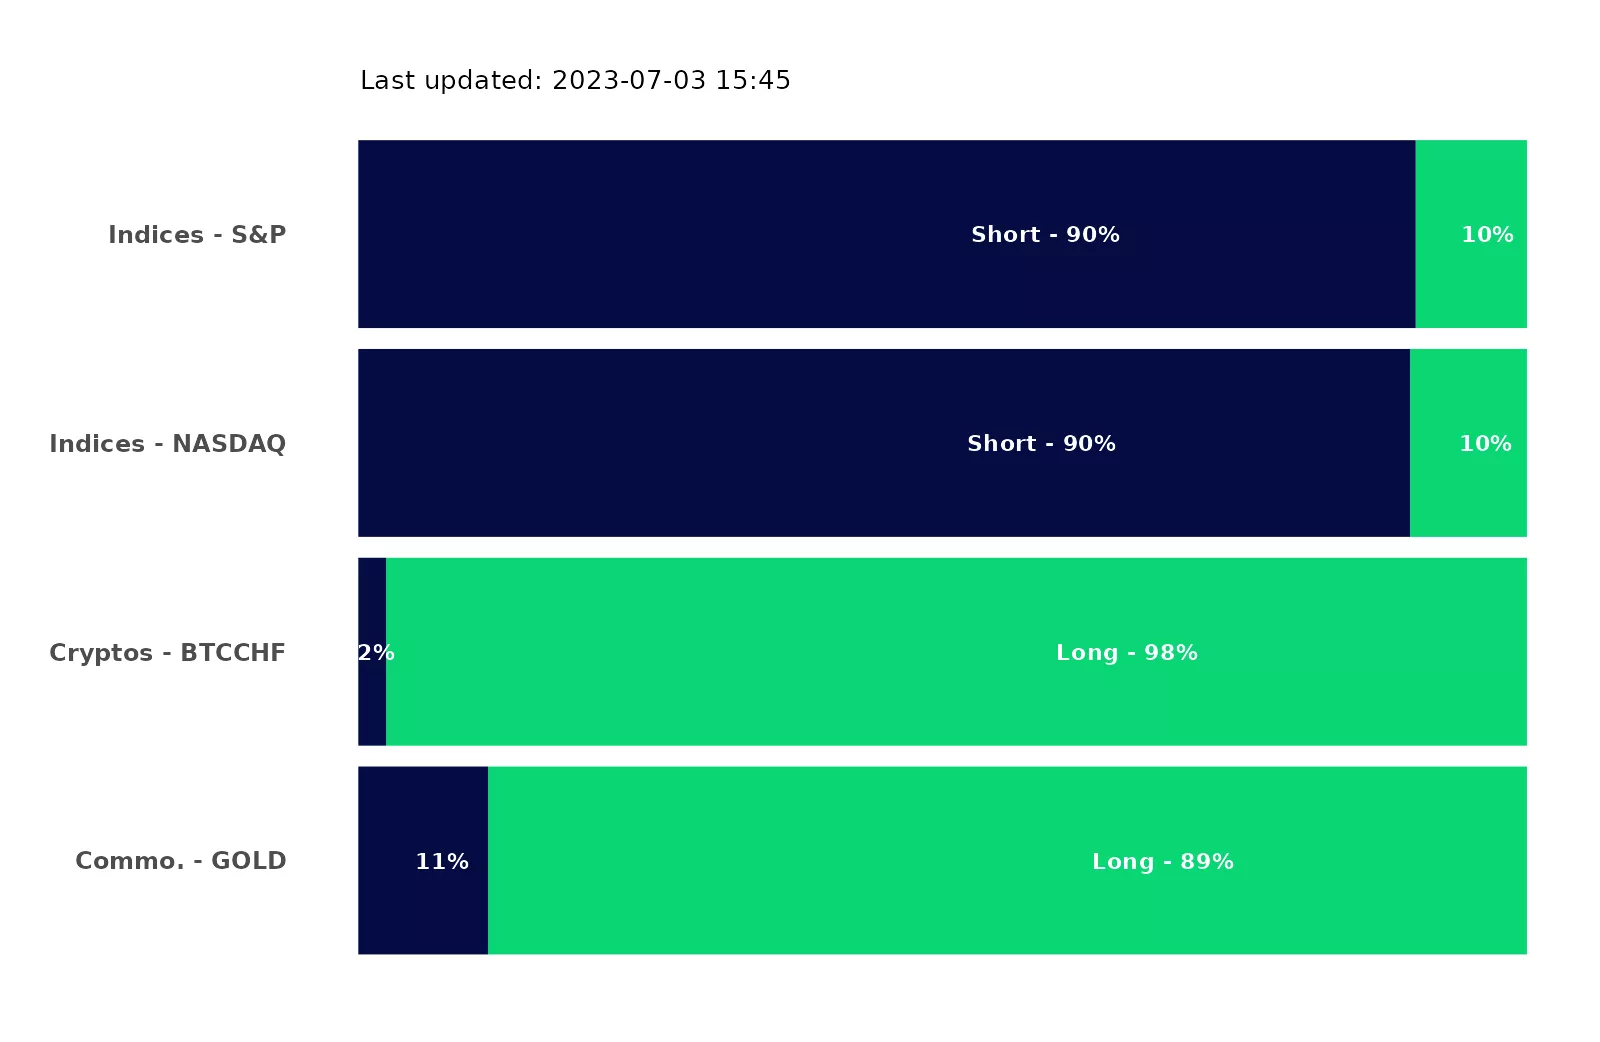 Last updated: 2023-07-03 15:45
Indices - S&P
Short - 90%
10%
Indices - NASDAQ
Short - 90%
10%
Cryptos - BTCCHF
2%
Long - 98%
Commo. - GOLD
11%
Long - 89%